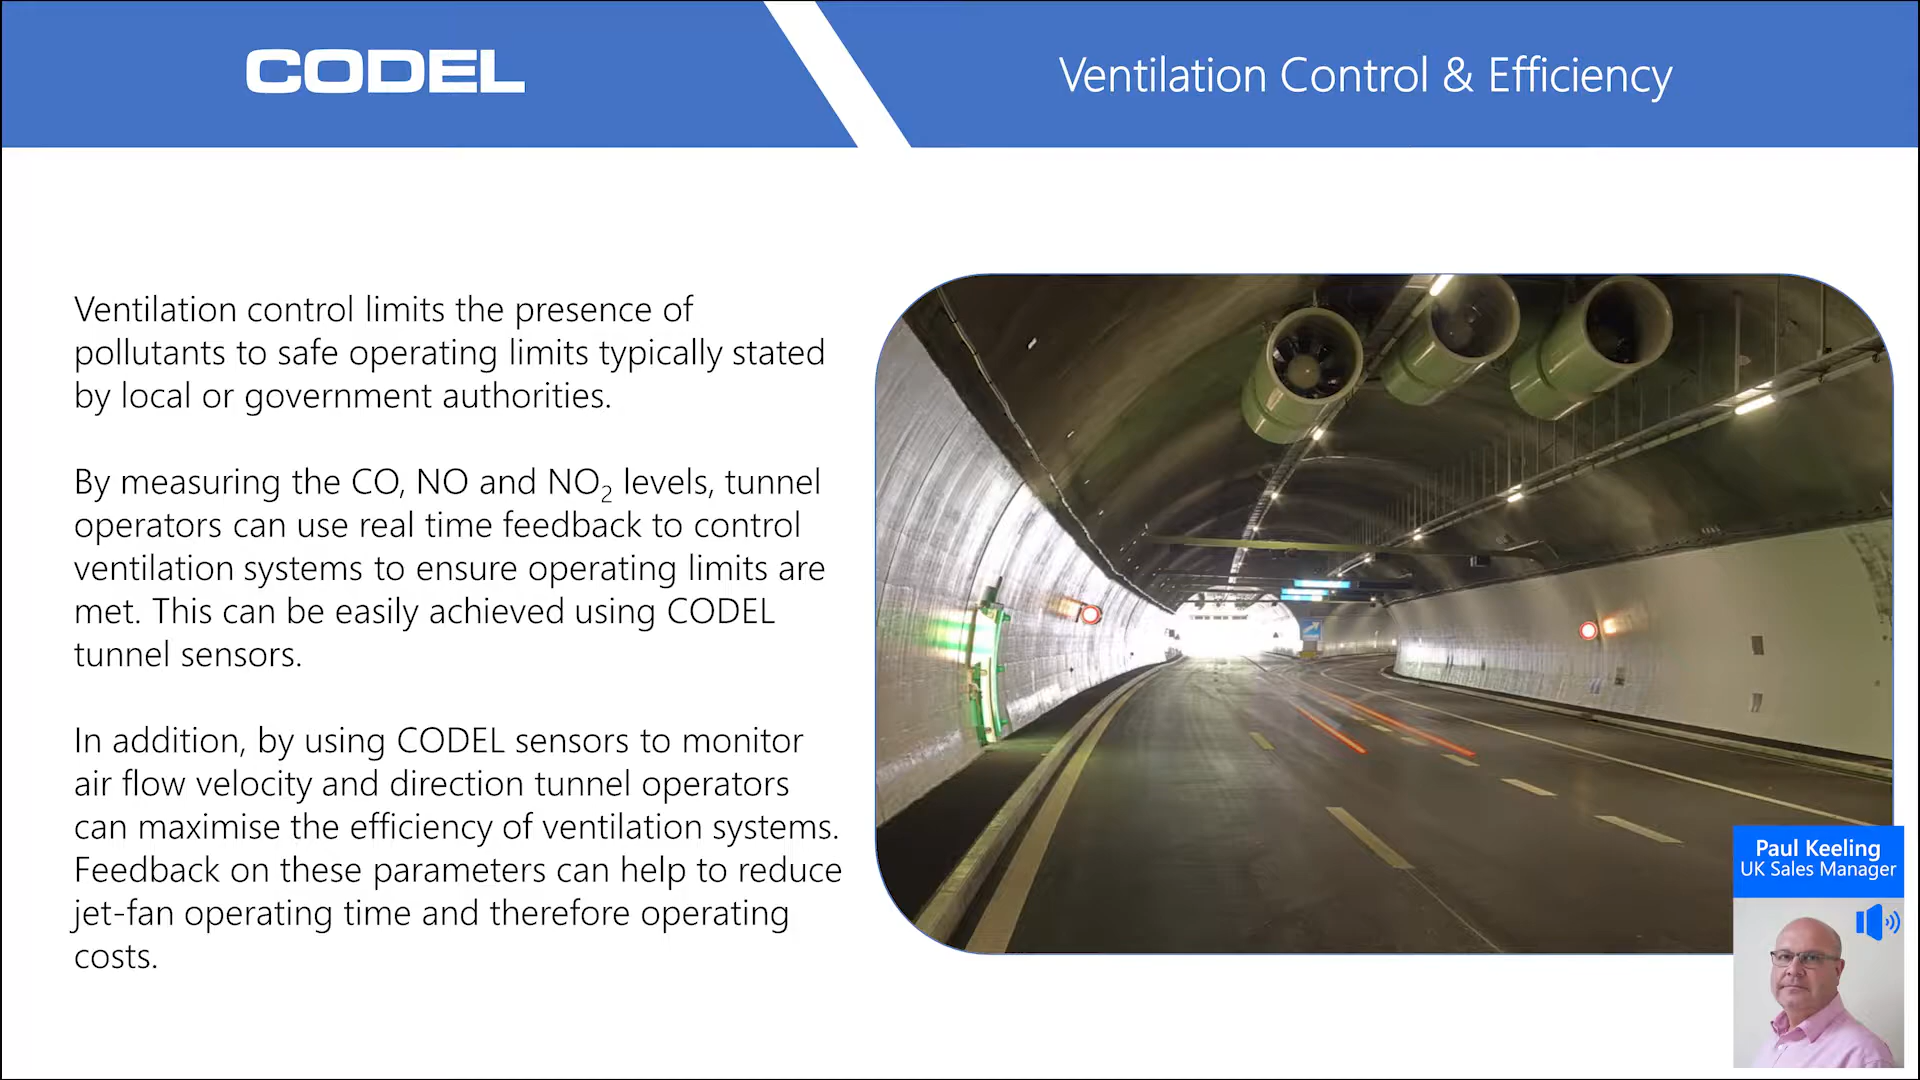 CODEL
Ventilation Control & Efficiency
Ventilation control limits the presence of
pollutants to safe operating limits typically stated
by local or government authorities.
By measuring the CO, NO and NO₂ levels, tunnel
operators can use real time feedback to control
ventilation systems to ensure operating limits are
met. This can be easily achieved using CODEL
tunnel sensors.
In addition, by using CODEL sensors to monitor
air flow velocity and direction tunnel operators
can maximise the efficiency of ventilation systems.
Feedback on these parameters can help to reduce
jet-fan operating time and therefore operating
costs.
Paul Keeling
UK Sales Manager